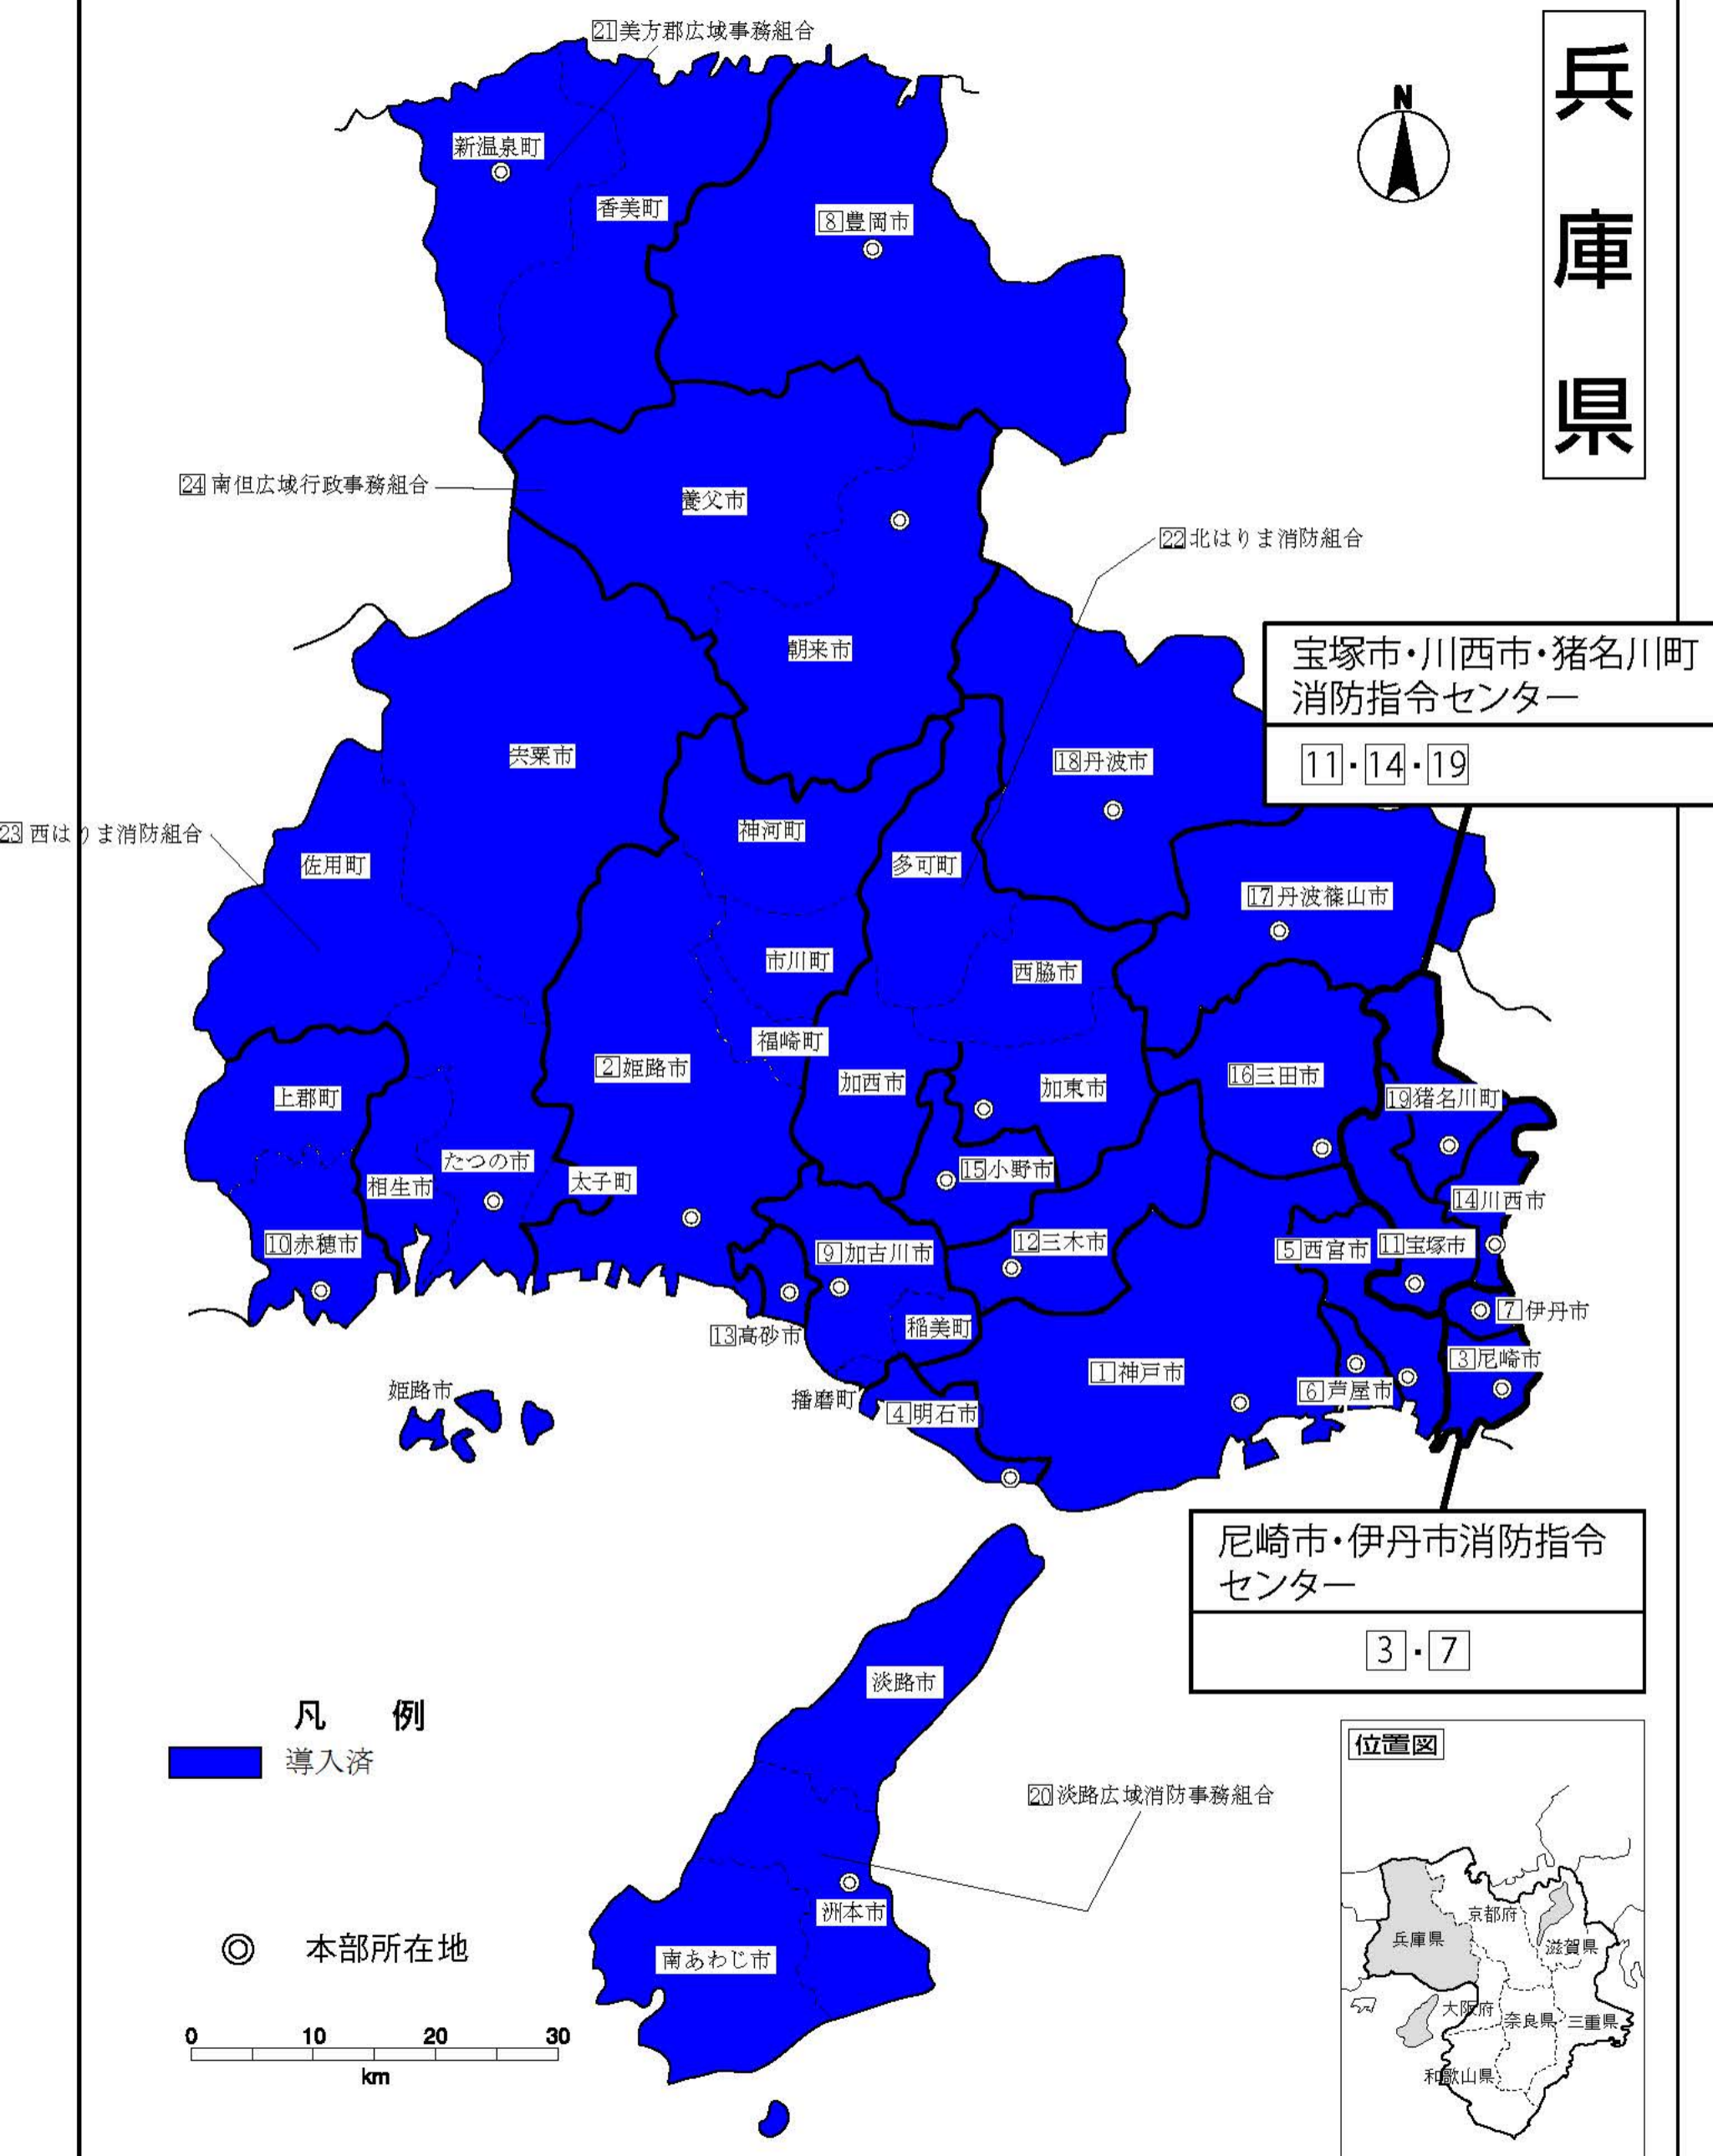 兵庫県
N
21美方郡広域事務組合
新温泉町
香美町
8豊岡市
24南但広域行政事務組合
養父市
22北はりま消防組合
朝来市
宝塚市・川西市・猪名川町
消防指令センター
11・14・19
宍粟市
18丹波市
23西はりま消防組合
佐用町
神河町
多可町
17丹波篠山市
市川町
西脇市
福崎町
2姫路市
加西市
加東市
16三田市
上郡町
19猪名川町
たつの市
相生市
太子町
15小野市
14川西市
10赤穂市
9加古川市
12三木市
5西宮市
11宝塚市
7伊丹市
13高砂市
稲美町
3尼崎市
1神戸市
姫路市
播磨町
4明石市
6芦屋市
尼崎市・伊丹市消防指令
センター
3・7
淡路市
凡 例
導入済
20淡路広域消防事務組合
洲本市
南あわじ市
本部所在地
0 10 20 30
km
位置図
京都府
兵庫県
滋賀県
大阪府
奈良県
三重県
和歌山県